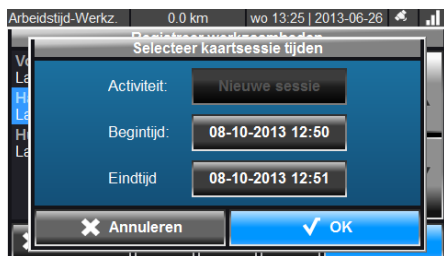 Arbeidstijd-Werkz. 0.0 km wo 13:25 | 2013-06-26
Selecteer kaartsessie tijden
Activiteit: Nieuwe sessie
Begintijd: 08-10-2013 12:50
Eindtijd 08-10-2013 12:51
Annuleren OK